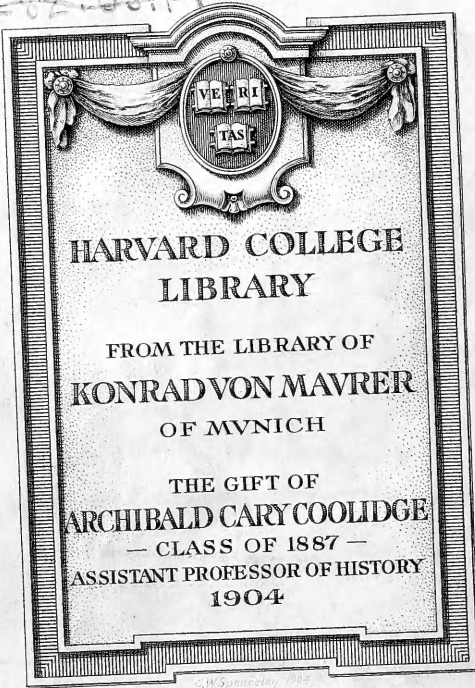 VE RI
TAS
HARVARD COLLEGE
LIBRARY
FROM THE LIBRARY OF
KONRAD VON MAVRER
OF MVNICH
THE GIFT OF
ARCHIBALD CARY COOLIDGE
— CLASS OF 1887 —
ASSISTANT PROFESSOR OF HISTORY
1904
1904